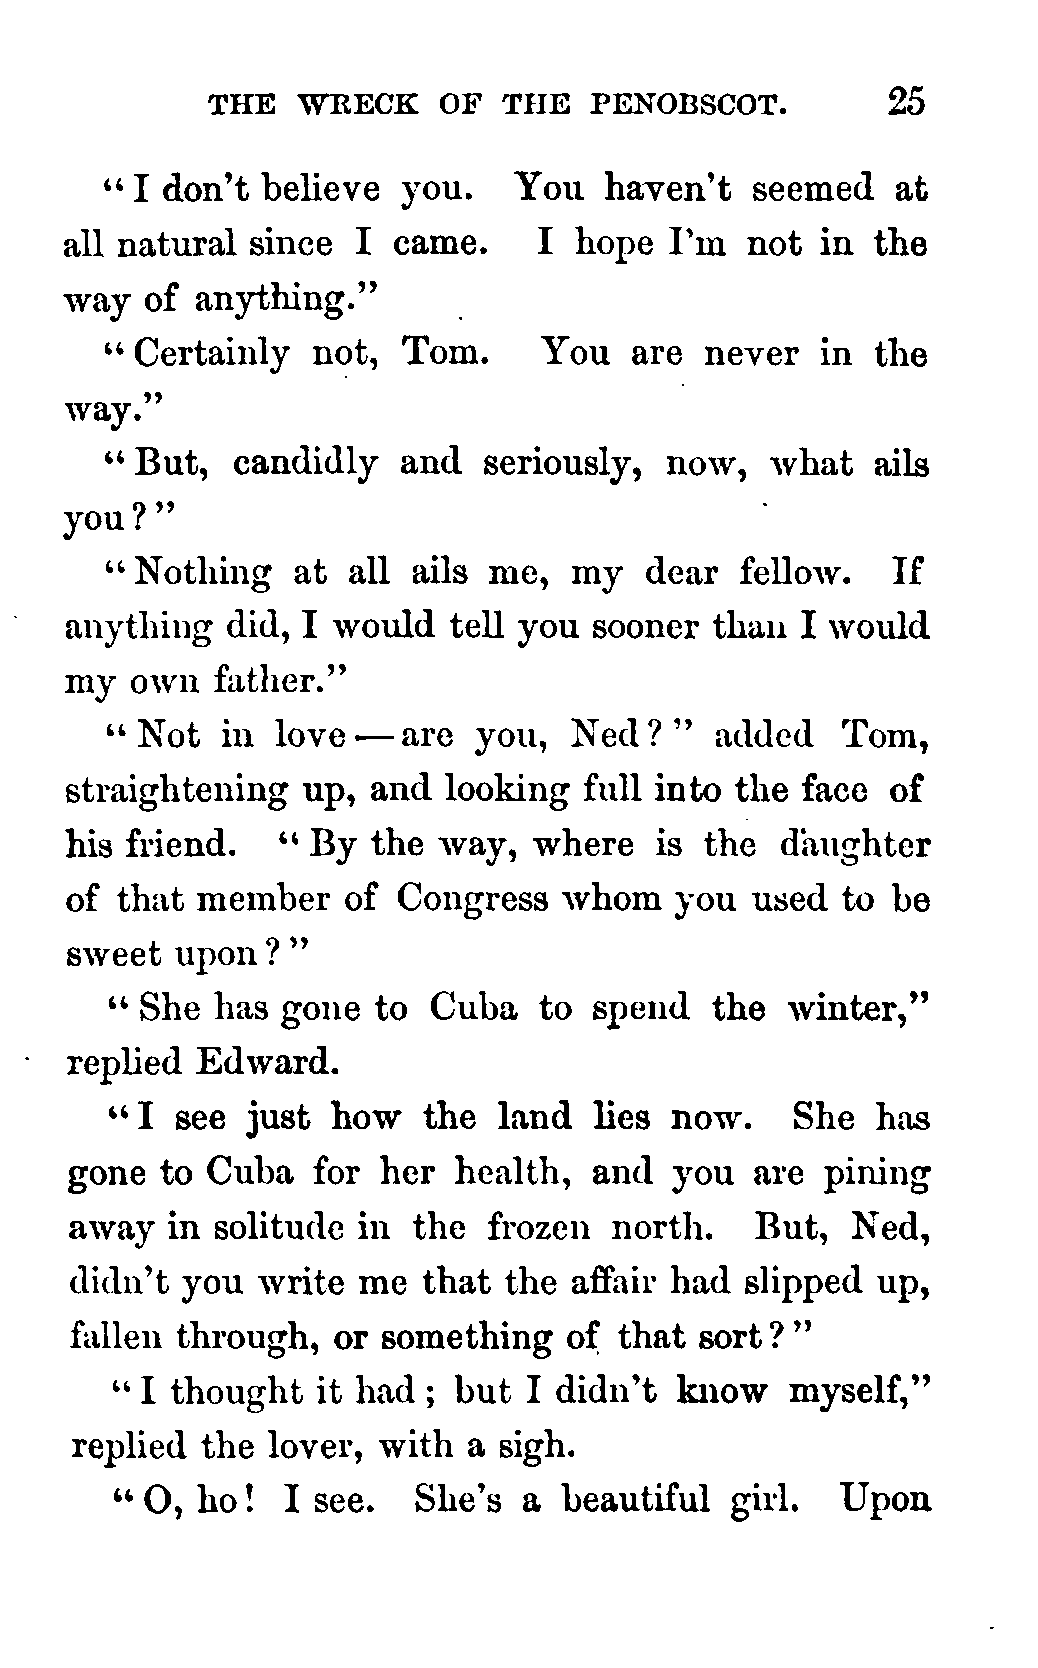 THE WRECK OF THE PENOBSCOT. 25
"I don't believe you. You haven't seemed at
all natural since I came. I hope I'm not in the
way of anything."
"Certainly not, Tom. You are never in the
way."
"But, candidly and seriously, now, what ails
you?"
"Nothing at all ails me, my dear fellow. If
anything did, I would tell you sooner than I would
my own father."
"Not in love — are you, Ned?" added Tom,
straightening up, and looking full into the face of
his friend. "By the way, where is the daughter
of that member of Congress whom you used to be
sweet upon?"
"She has gone to Cuba to spend the winter,"
replied Edward.
"I see just how the land lies now. She has
gone to Cuba for her health, and you are pining
away in solitude in the frozen north. But, Ned,
didn't you write me that the affair had slipped up,
fallen through, or something of that sort?"
"I thought it had; but I didn't know myself,"
replied the lover, with a sigh.
"O, ho! I see. She's a beautiful girl. Upon